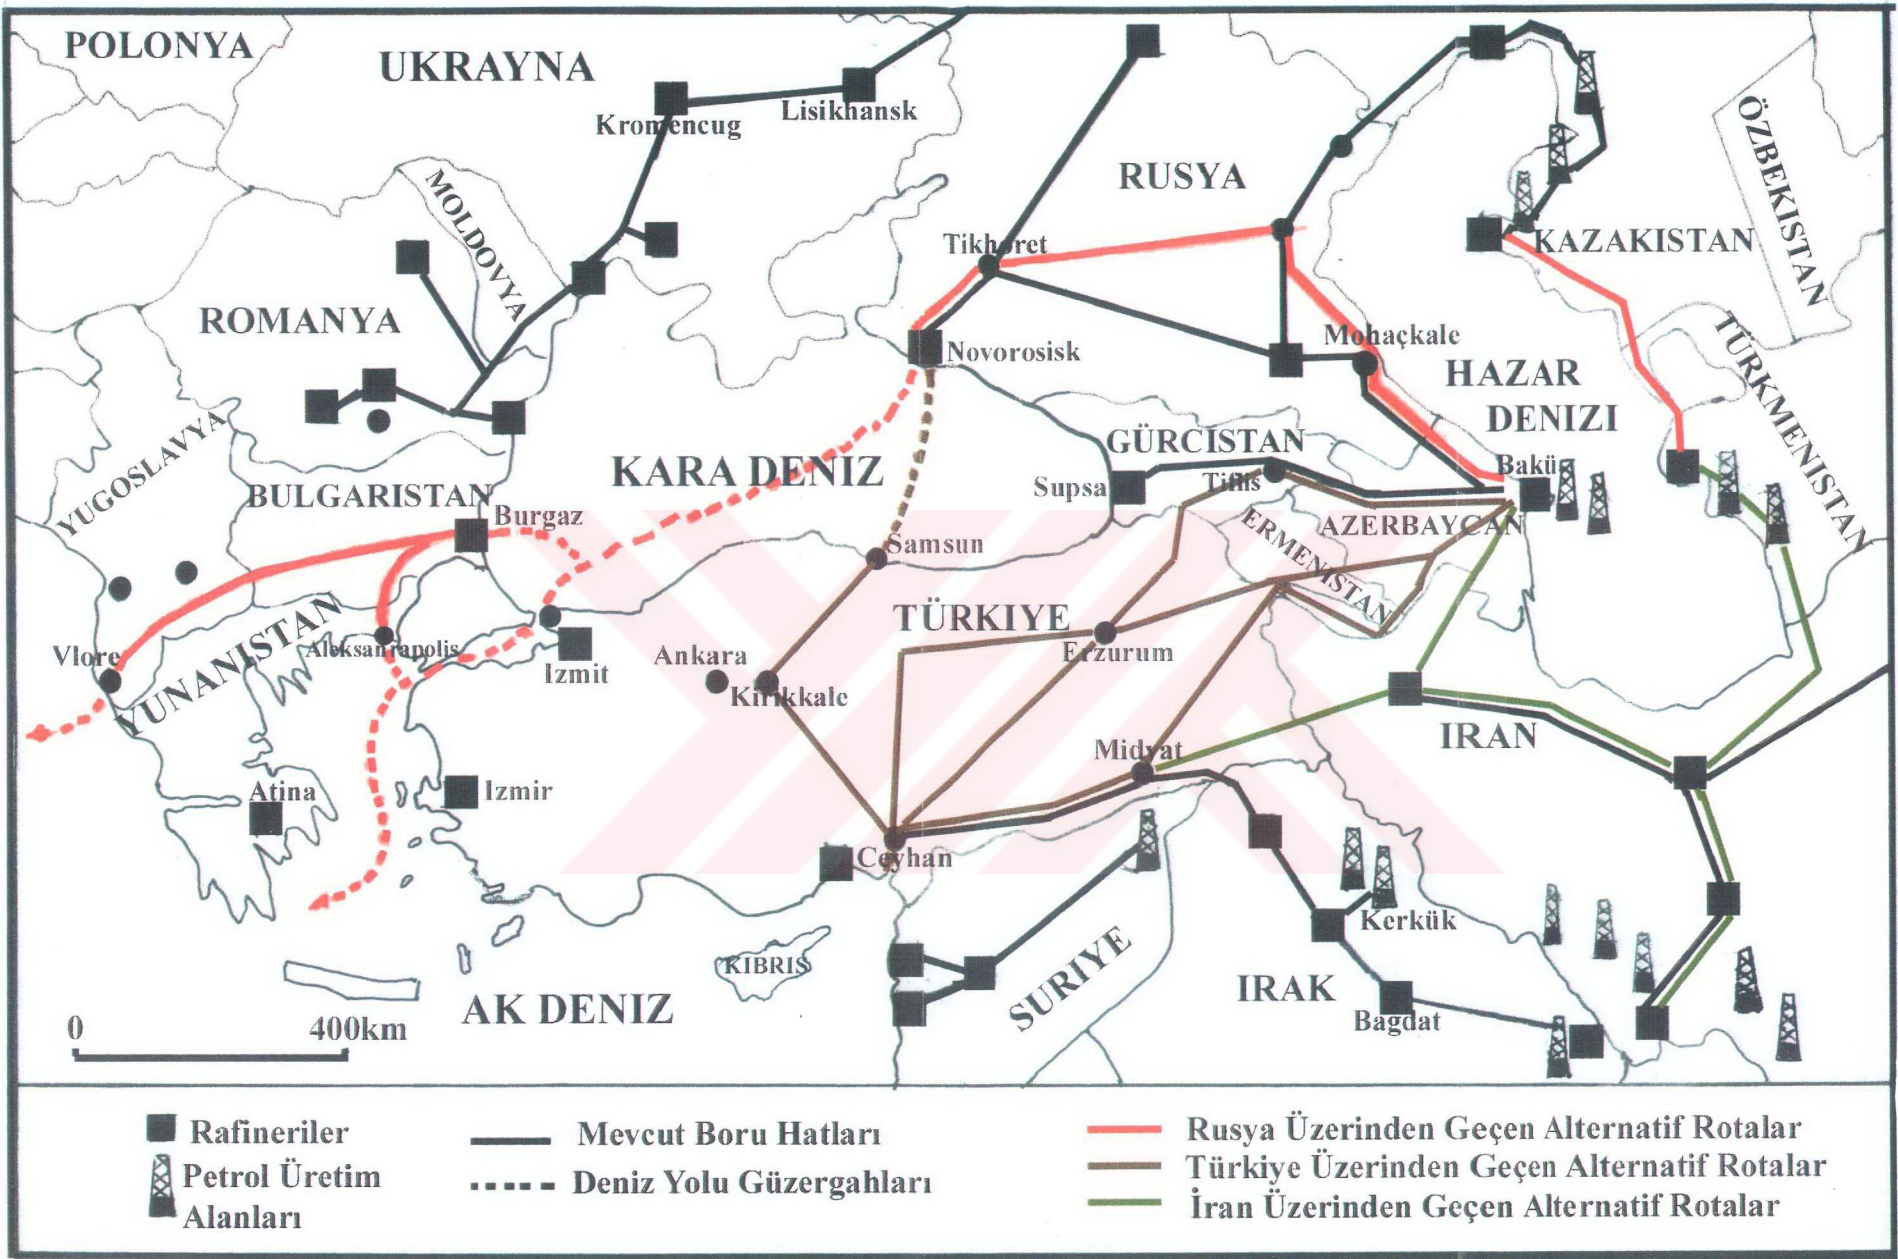 POLONYA
UKRAYNA
Kromencug
Lisikhansk
MOLDOVYA
ROMANYA
RUSYA
ÖZBEKISTAN
KAZAKISTAN
Tikhoret
Novorosisk
Mohaçkale
HAZAR
DENIZI
TÜRKMENISTAN
YUGOSLAVYA
BULGARISTAN
Burgaz
KARA DENIZ
GÜRCISTAN
Supsa
Tiflis
Bakü
AZERBAYCAN
ERMENISTAN
Samsun
TÜRKIYE
Erzurum
Vlore
YUNANISTAN
Aleksanrapolis
Izmit
Ankara
Kirikkale
Midyat
IRAN
Atina
Izmir
Ceyhan
Kerkük
KIBRIS
SURIYE
IRAK
Bagdat
AK DENIZ
0 400km
Rafineriler
Petrol Üretim
Alanları
Mevcut Boru Hatları
Deniz Yolu Güzergahları
Rusya Üzerinden Geçen Alternatif Rotalar
Türkiye Üzerinden Geçen Alternatif Rotalar
İran Üzerinden Geçen Alternatif Rotalar